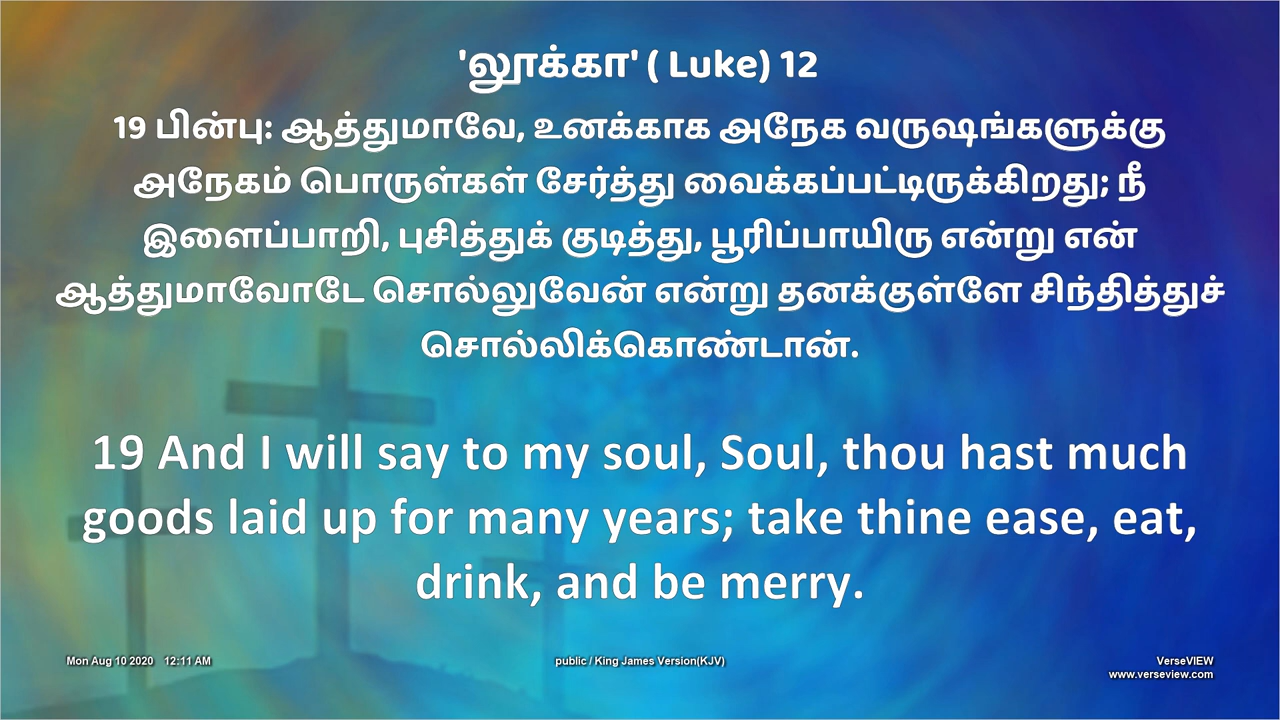 'லூக்கா' ( Luke) 12
19 பின்பு: ஆத்துமாவே, உனக்காக அநேக வருஷங்களுக்கு
அநேகம் பொருள்கள் சேர்த்து வைக்கப்பட்டிருக்கிறது; நீ
இளைப்பாறி, புசித்துக் குடித்து, பூரிப்பாயிரு என்று என்
ஆத்துமாவோடே சொல்லுவேன் என்று தனக்குள்ளே சிந்தித்துச்
சொல்லிக்கொண்டான்.
19 And I will say to my soul, Soul, thou hast much
goods laid up for many years; take thine ease, eat,
drink, and be merry.
Mon Aug 10 2020 12:11 AM
public / King James Version(KJV)
VerseVIEW
www.verseview.com